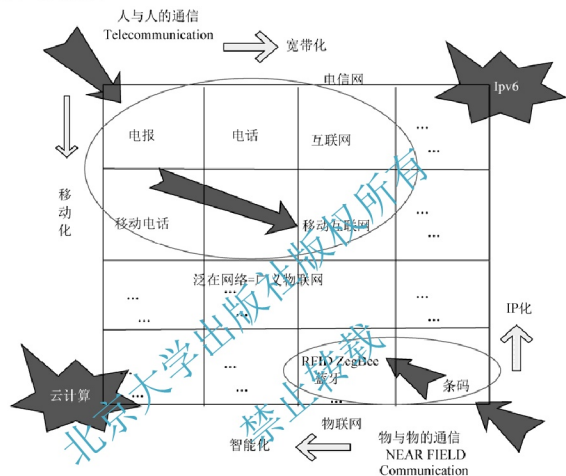 人与人的通信
Telecommunication
宽带化
电信网
Ipv6
电报
电话
互联网
...
...
移动化
移动电话
移动互联网
...
...
泛在网络=广义物联网
...
...
...
...
...
...
IP化
RFID ZegBee
蓝牙
条码
云计算
...
...
...
...
物联网
智能化
物与物的通信
NEAR FIELD
Communication
北京大学出版社版权所有
禁止转载